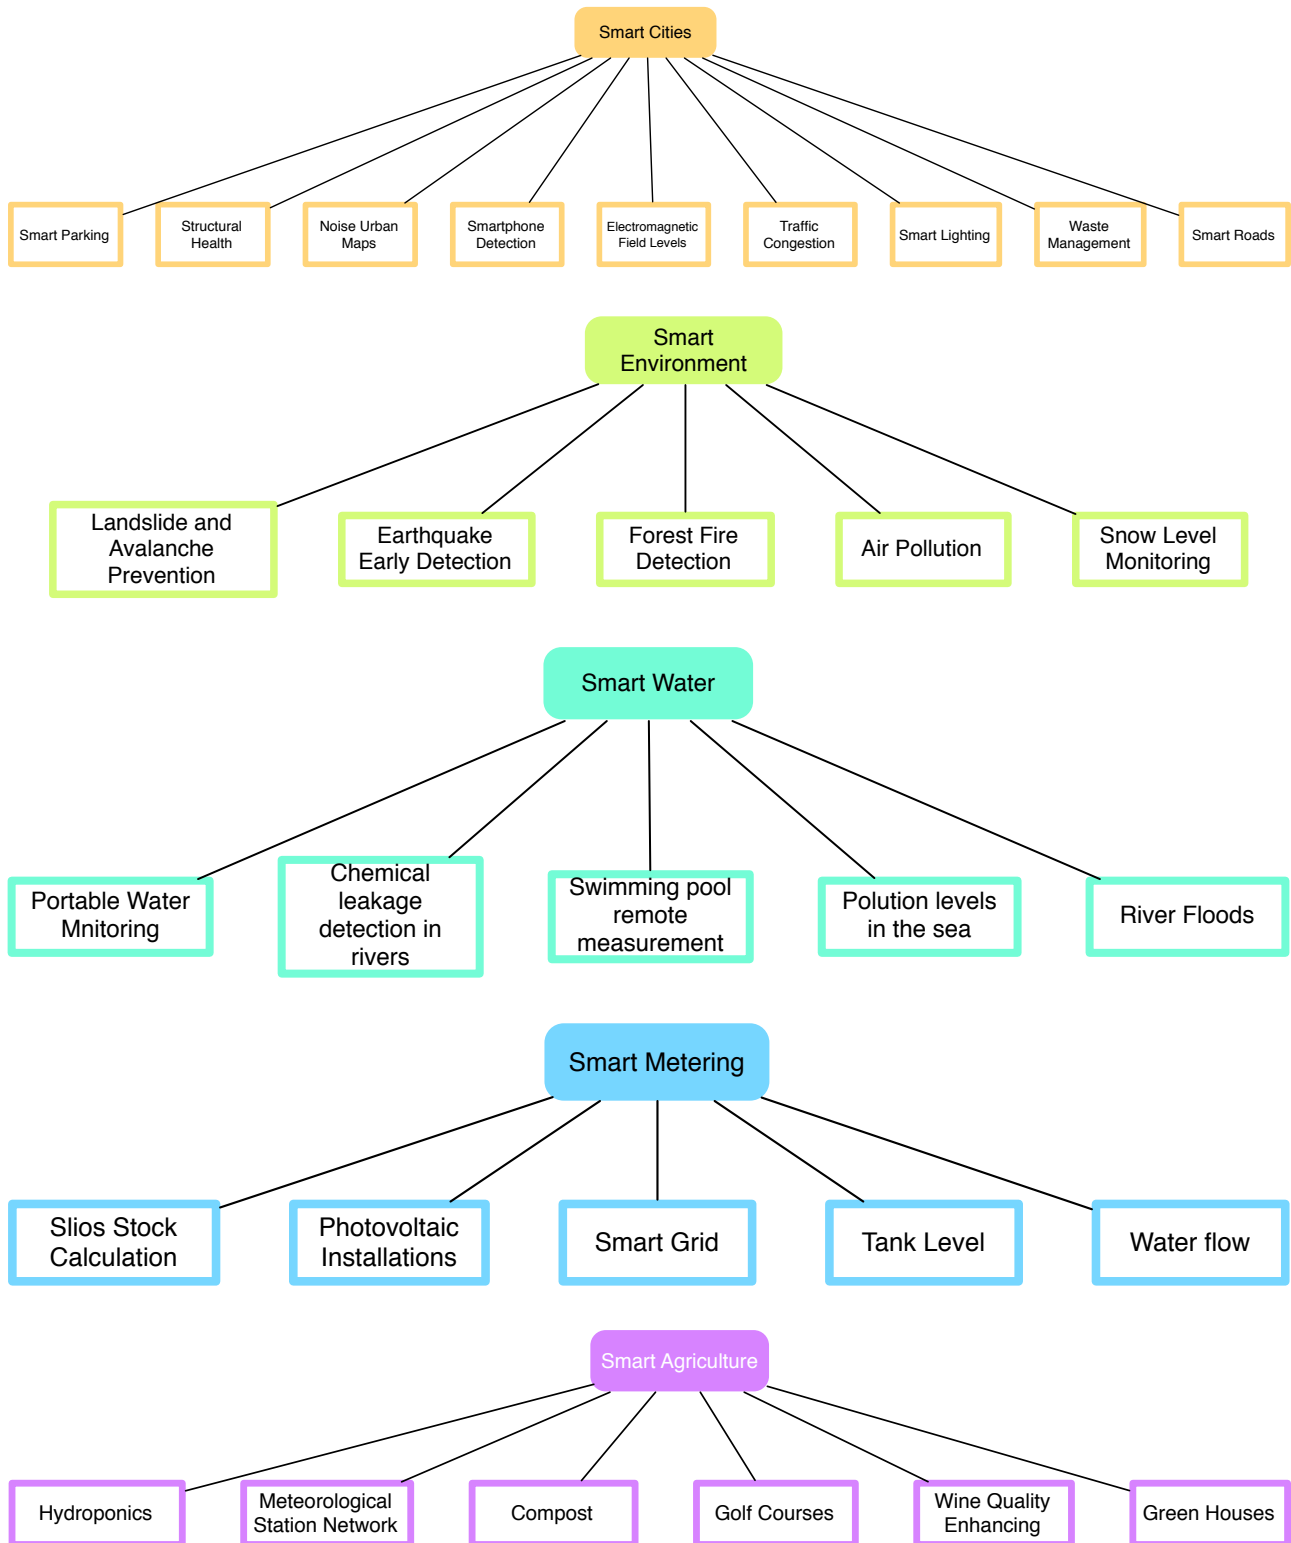 Smart Cities
Smart Parking
Structural
Health
Noise Urban
Maps
Smartphone
Detection
Electromagnetic
Field Levels
Traffic
Congestion
Smart Lighting
Waste
Management
Smart Roads
Smart
Environment
Landslide and
Avalanche
Prevention
Earthquake
Early Detection
Forest Fire
Detection
Air Pollution
Snow Level
Monitoring
Smart Water
Portable Water
Mnitoring
Chemical
leakage
detection in
rivers
Swimming pool
remote
measurement
Polution levels
in the sea
River Floods
Smart Metering
Slios Stock
Calculation
Photovoltaic
Installations
Smart Grid
Tank Level
Water flow
Smart Agriculture
Hydroponics
Meteorological
Station Network
Compost
Golf Courses
Wine Quality
Enhancing
Green Houses